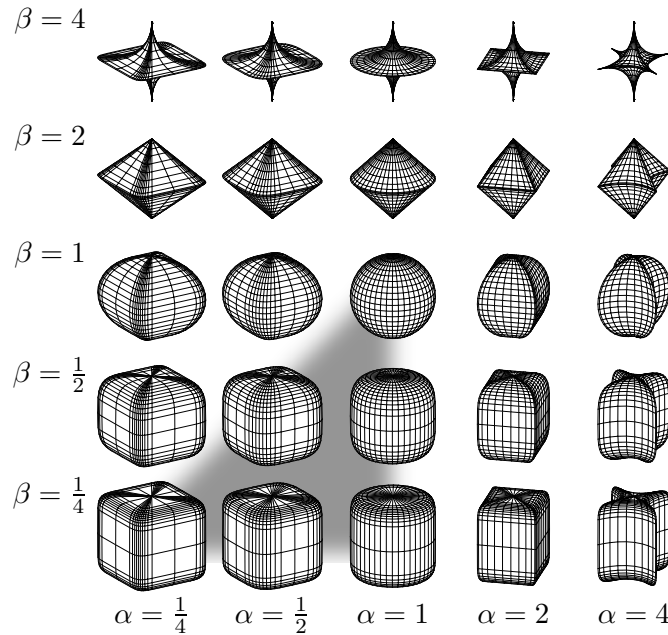 β = 4
β = 2
β = 1
β = 1/2
β = 1/4
α = 1/4 α = 1/2 α = 1 α = 2 α = 4